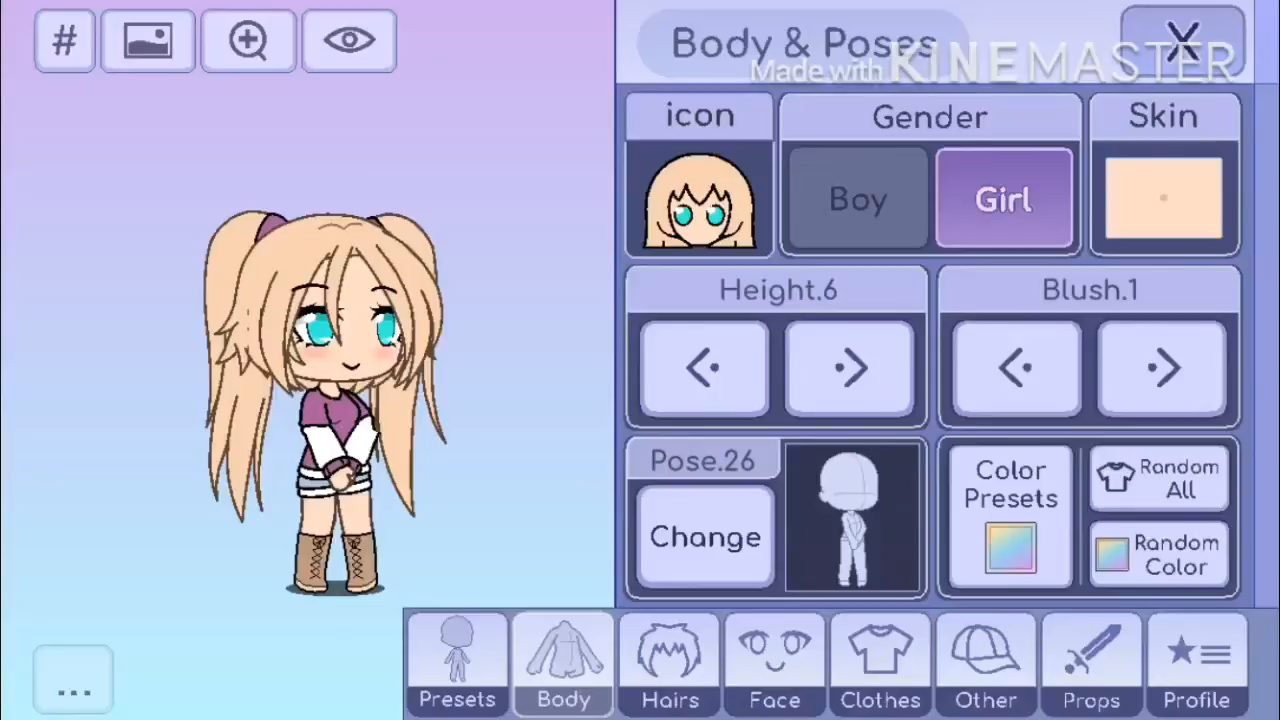 #
Body & Poses
X
Made with KINEMASTER
icon
Gender
Skin
Boy
Girl
Height.6
Blush.1
Pose.26
Change
Color
Presets
Random
All
Random
Color
...
Presets
Body
Hairs
Face
Clothes
Other
Props
Profile